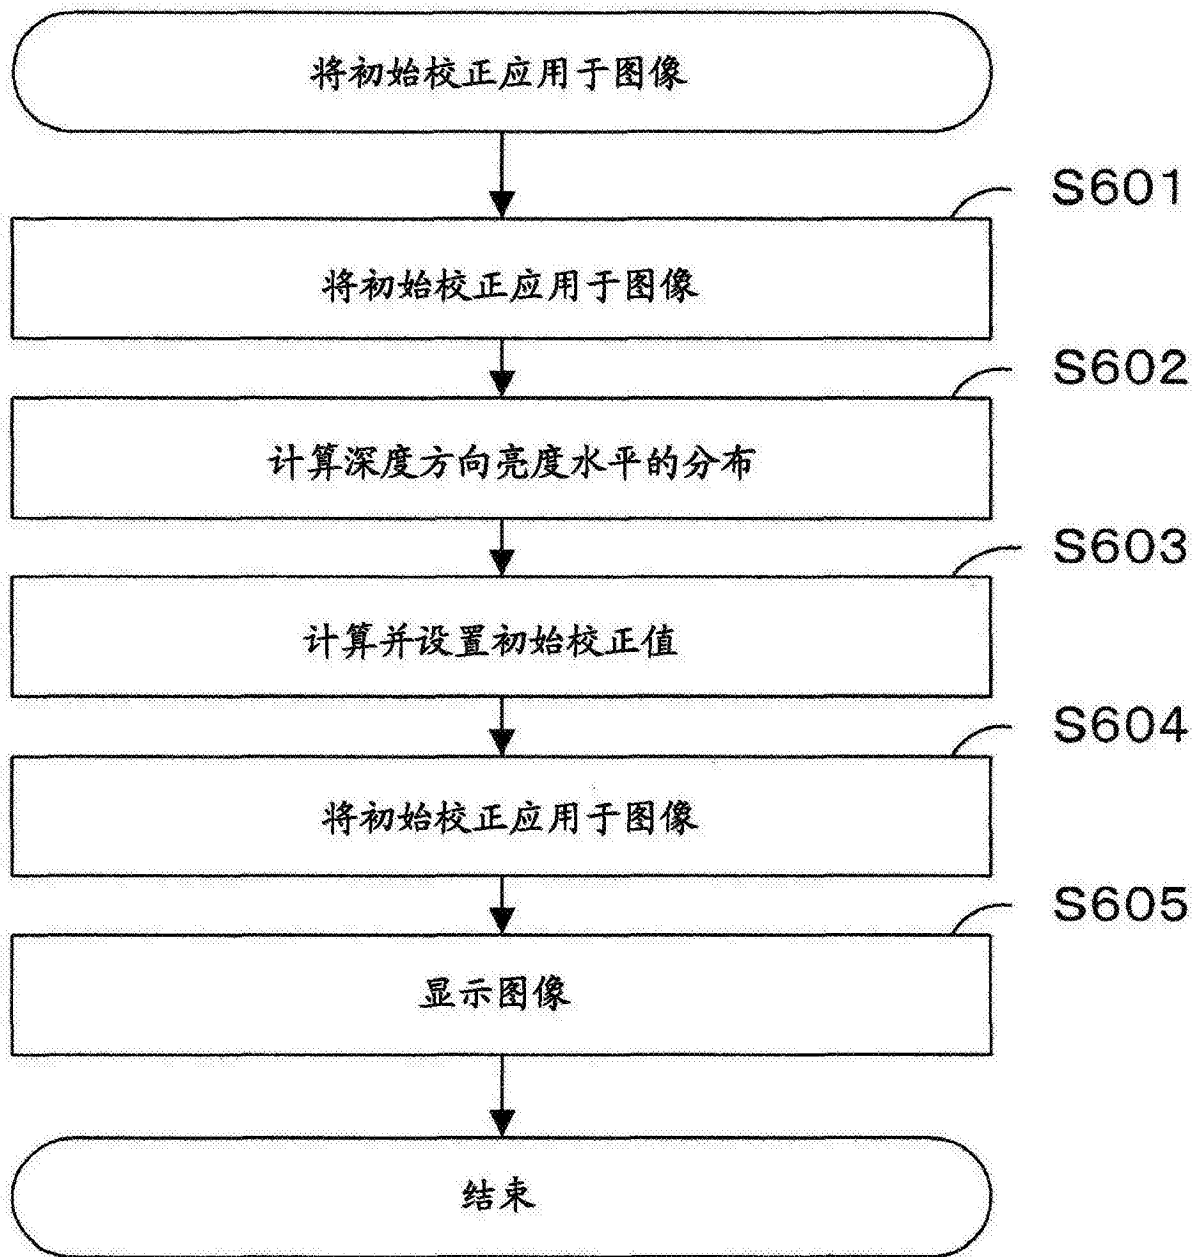 将初始校正应用于图像
S601
将初始校正应用于图像
S602
计算深度方向亮度水平的分布
S603
计算并设置初始校正值
S604
将初始校正应用于图像
S605
显示图像
结束